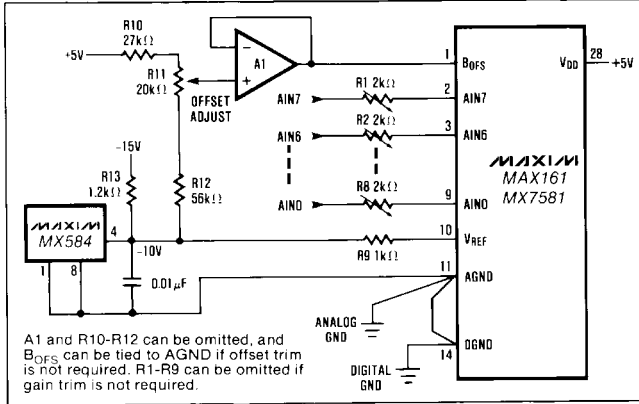 R10
27kΩ
+5V
R11
20kΩ
OFFSET
ADJUST
−
+
A1
1
BOFS
VDD
28
+5V
AIN7
R1 2kΩ
2
AIN7
AIN6
R2 2kΩ
3
AIN6
MAXIM
MAX161
MX7581
AIN0
R8 2kΩ
9
AIN0
-15V
R13
1.2kΩ
R12
56kΩ
MAXIM
MX584
4
-10V
R9 1kΩ
10
VREF
1
8
0.01μF
11
AGND
ANALOG
GND
14
DGND
DIGITAL
GND
A1 and R10-R12 can be omitted, and
BOFS can be tied to AGND if offset trim
is not required. R1-R9 can be omitted if
gain trim is not required.